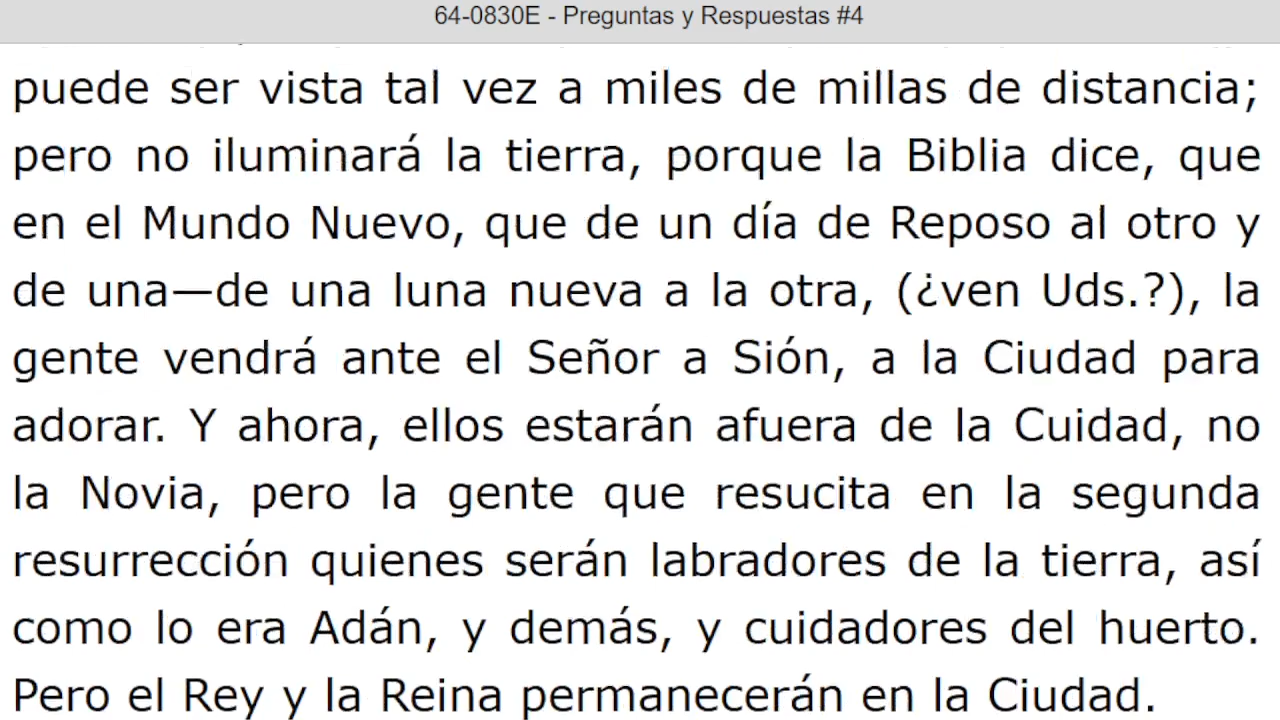 64-0830E - Preguntas y Respuestas #4
puede ser vista tal vez a miles de millas de distancia;
pero no iluminará la tierra, porque la Biblia dice, que
en el Mundo Nuevo, que de un día de Reposo al otro y
de una—de una luna nueva a la otra, (¿ven Uds.?), la
gente vendrá ante el Señor a Sión, a la Ciudad para
adorar. Y ahora, ellos estarán afuera de la Cuidad, no
la Novia, pero la gente que resucita en la segunda
resurrección quienes serán labradores de la tierra, así
como lo era Adán, y demás, y cuidadores del huerto.
Pero el Rey y la Reina permanecerán en la Ciudad.